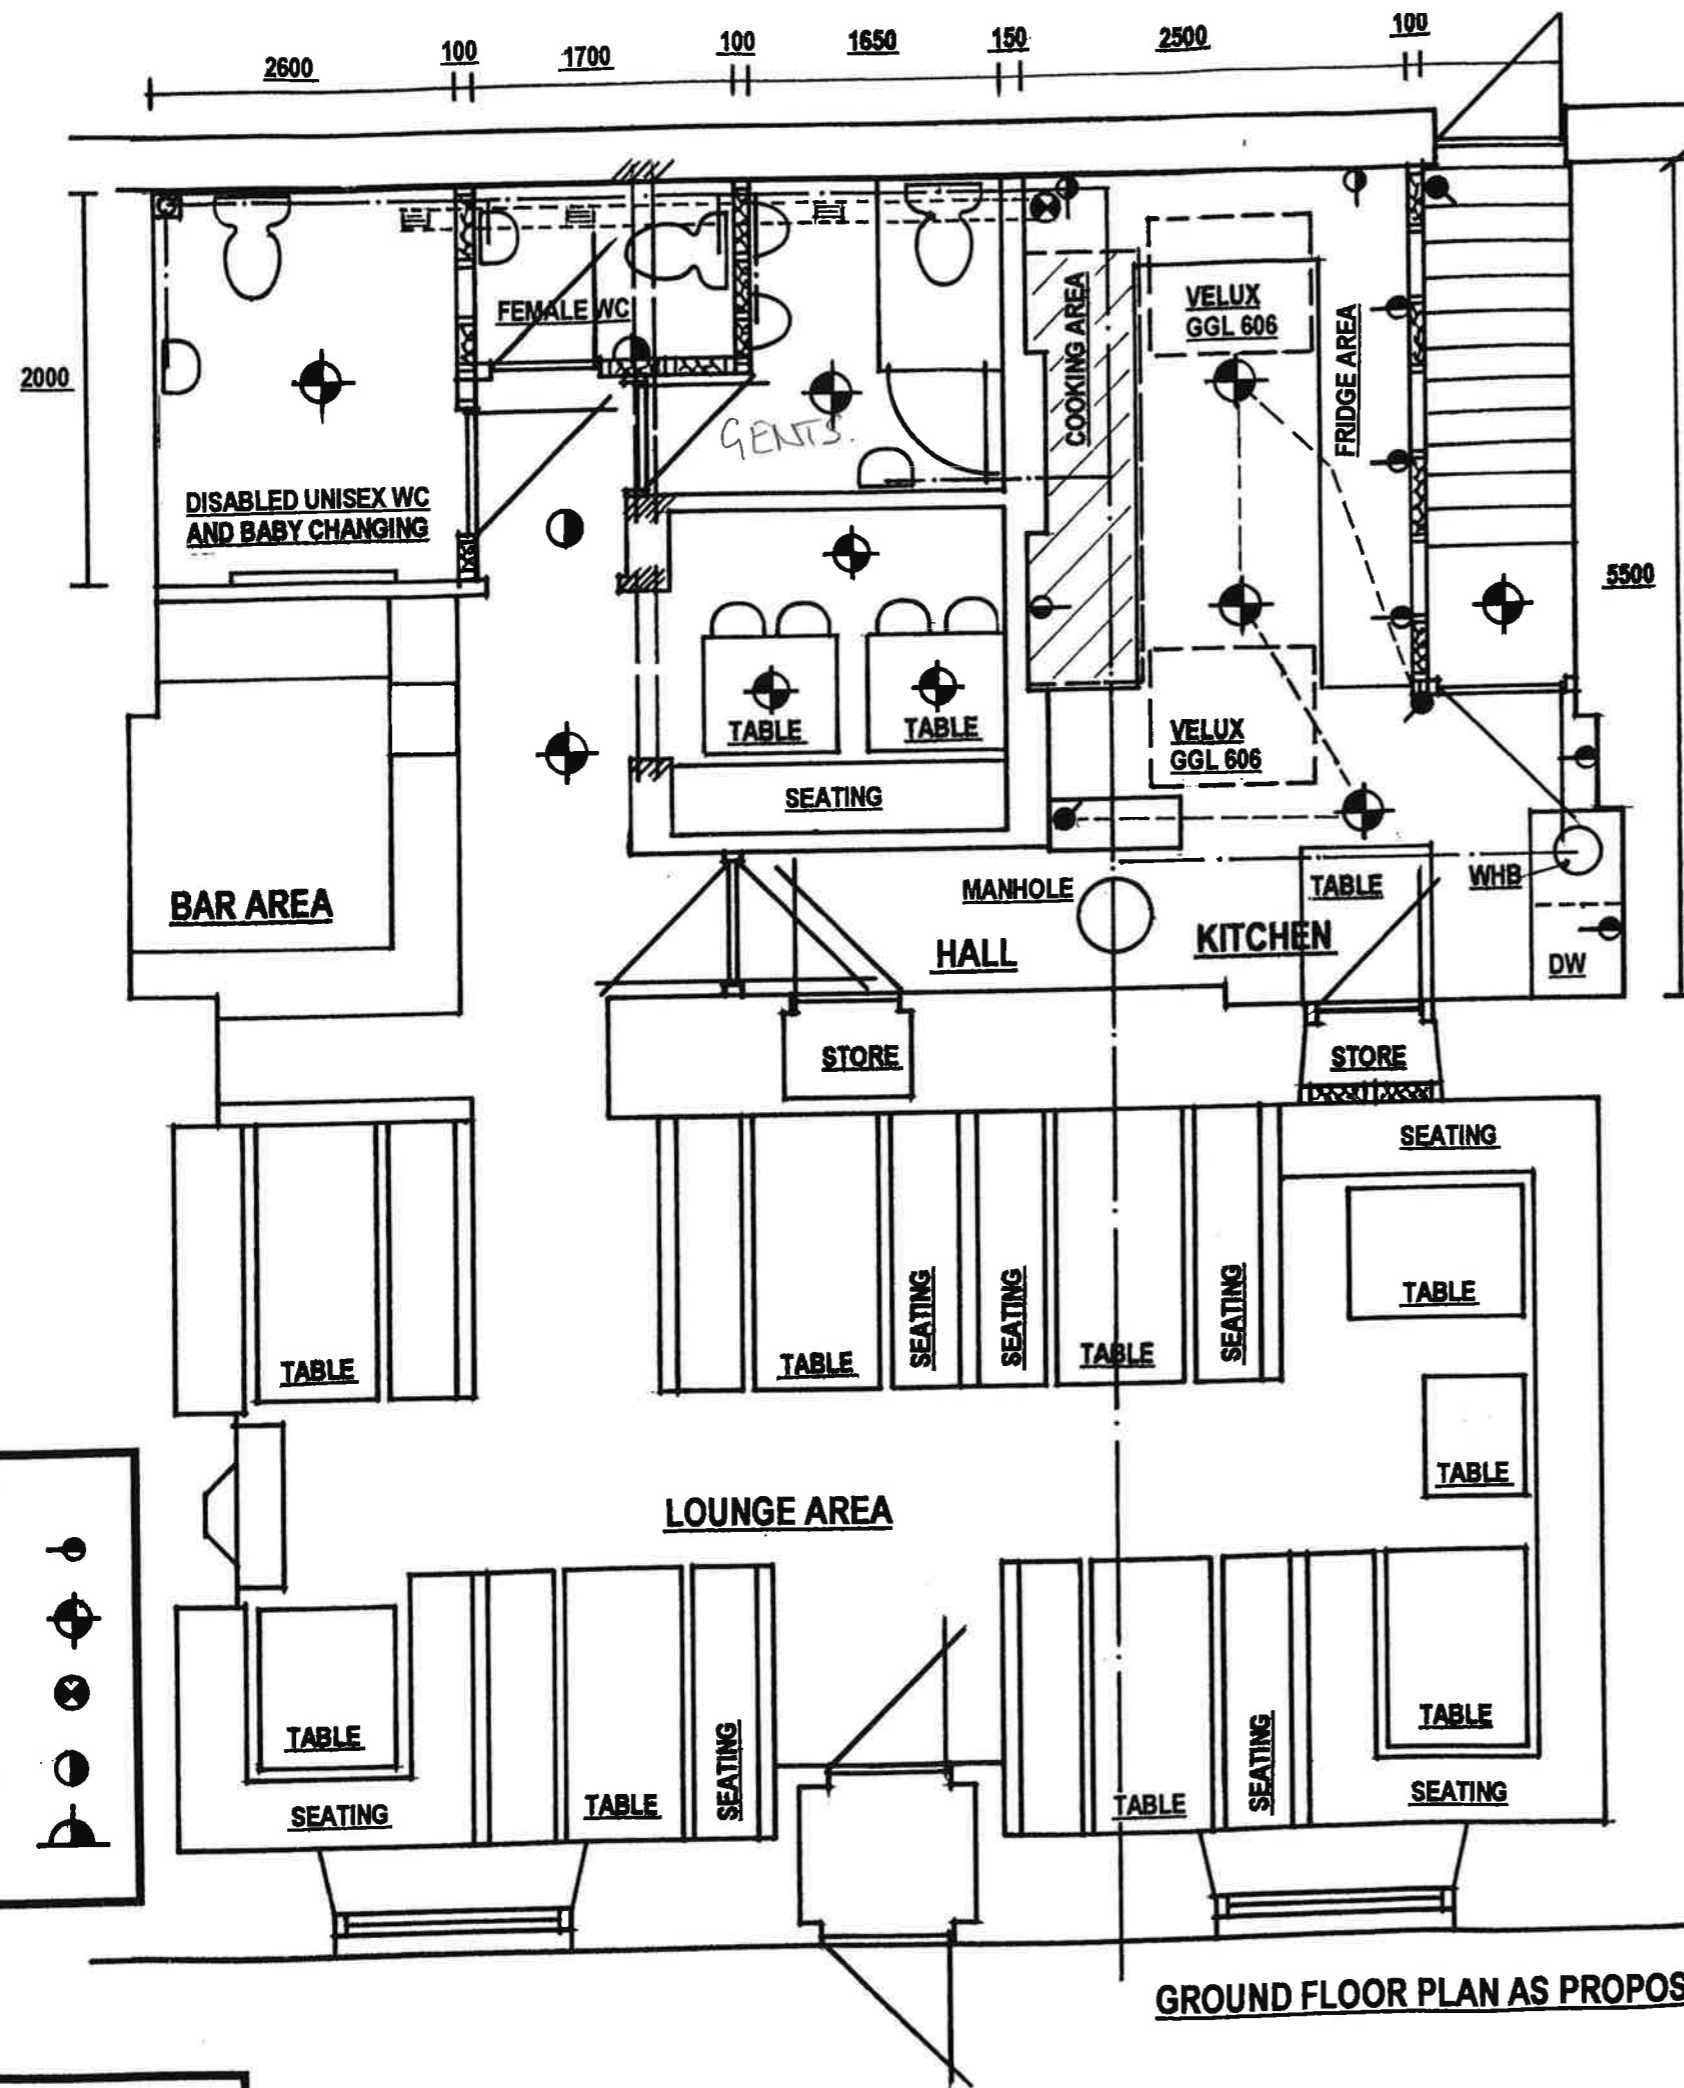 2600
100
1700
100
1650
150
2500
100
2000
5500
FEMALE WC
GENTS.
DISABLED UNISEX WC
AND BABY CHANGING
COOKING AREA
VELUX
GGL 606
FRIDGE AREA
TABLE
TABLE
SEATING
VELUX
GGL 606
BAR AREA
MANHOLE
HALL
KITCHEN
TABLE
WHB
DW
STORE
STORE
SEATING
TABLE
TABLE
TABLE
SEATING
SEATING
TABLE
SEATING
TABLE
LOUNGE AREA
TABLE
SEATING
TABLE
SEATING
TABLE
SEATING
TABLE
SEATING
GROUND FLOOR PLAN AS PROPOS